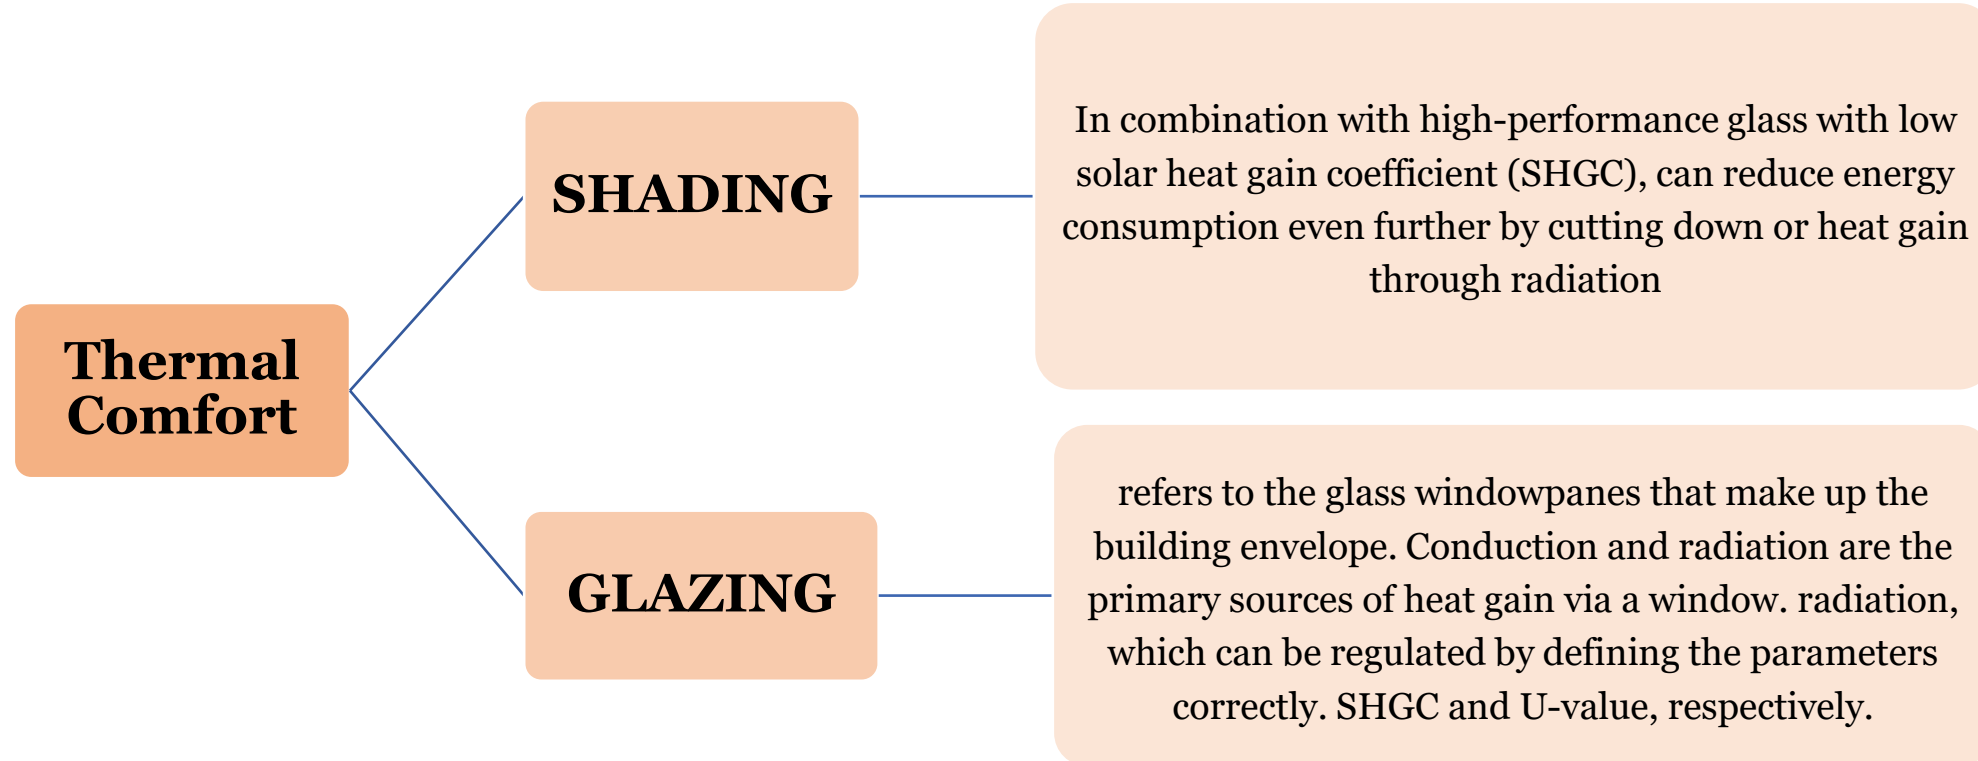 Thermal
Comfort
SHADING
In combination with high-performance glass with low
solar heat gain coefficient (SHGC), can reduce energy
consumption even further by cutting down or heat gain
through radiation
GLAZING
refers to the glass windowpanes that make up the
building envelope. Conduction and radiation are the
primary sources of heat gain via a window. radiation,
which can be regulated by defining the parameters
correctly. SHGC and U-value, respectively.